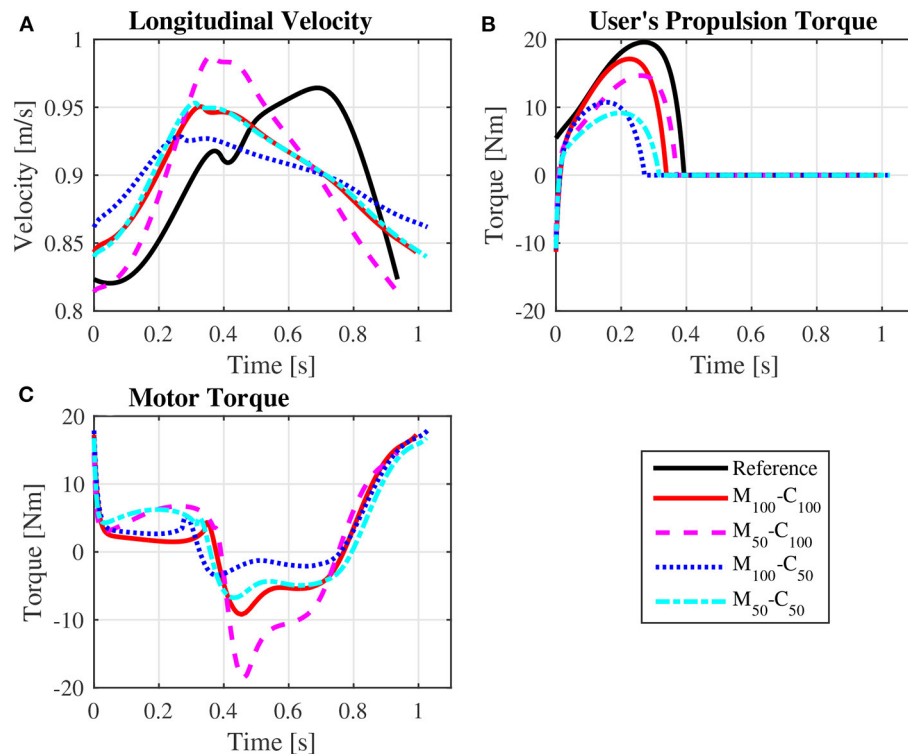 A
Longitudinal Velocity
1
0.95
0.9
0.85
0.8
Velocity [m/s]
0 0.2 0.4 0.6 0.8 1
Time [s]
B
User's Propulsion Torque
20
10
0
-10
-20
Torque [Nm]
0 0.2 0.4 0.6 0.8 1
Time [s]
C
Motor Torque
20
10
0
-10
-20
Torque [Nm]
0 0.2 0.4 0.6 0.8 1
Time [s]
Reference
M100-C100
M50-C100
M100-C50
M50-C50